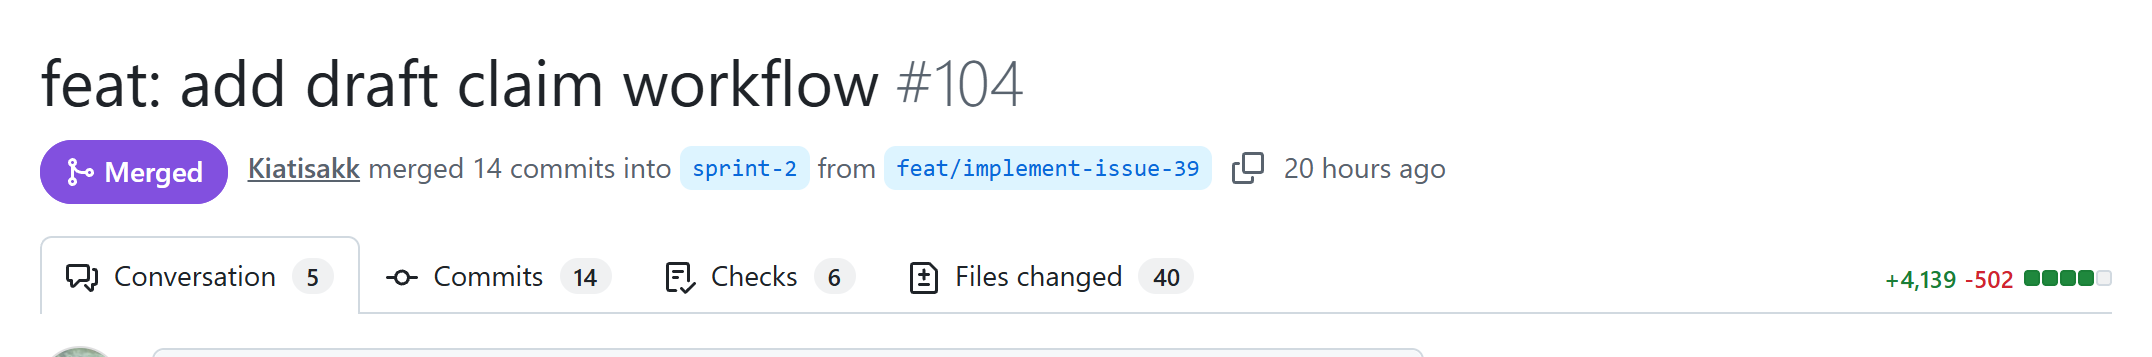 feat: add draft claim workflow #104
Merged Kiatisakk merged 14 commits into sprint-2 from feat/implement-issue-39 20 hours ago
Conversation 5 Commits 14 Checks 6 Files changed 40 +4,139 -502